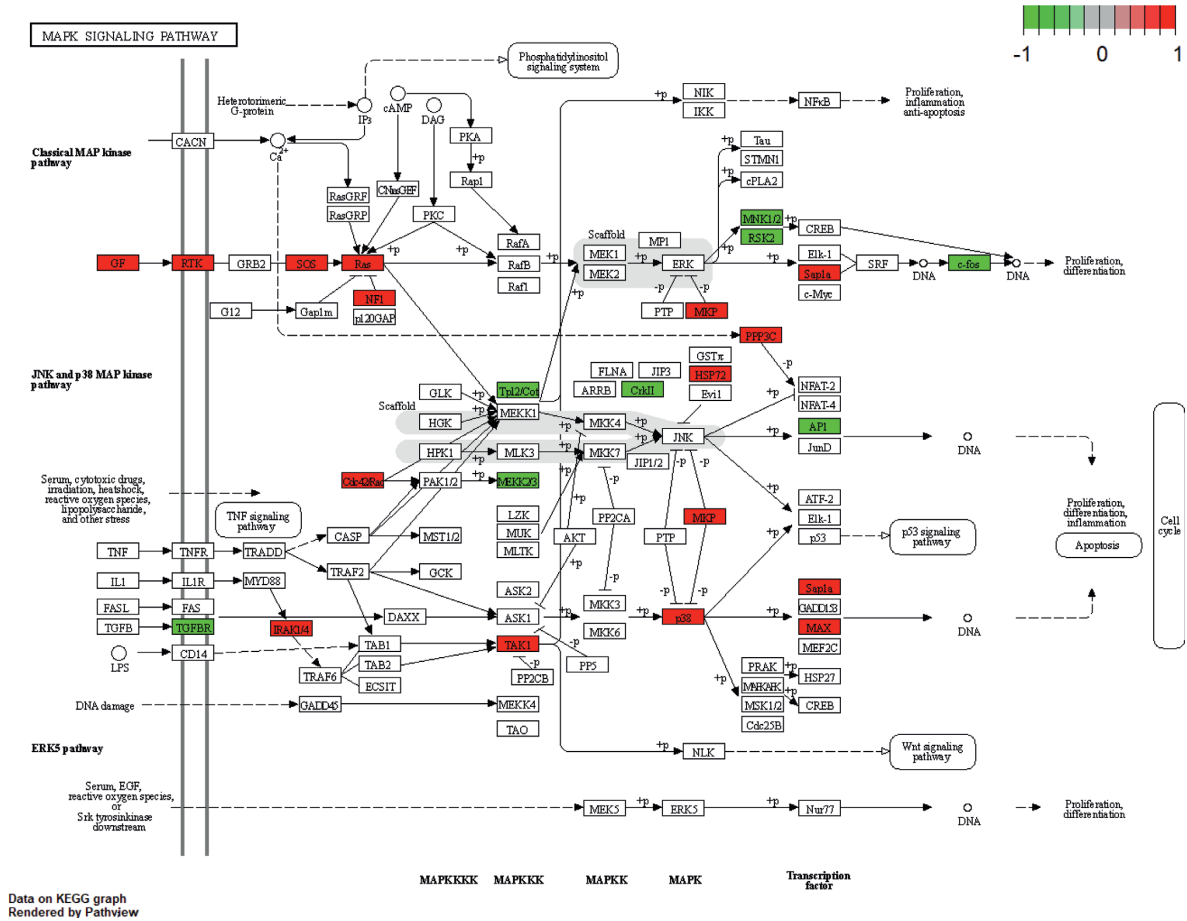 -1 0 1
MAPK SIGNALING PATHWAY
Phosphatidylinositol
signaling system
Heterotorimeric
G-protein
IP3
cAMP
DAG
+p
NIK
IKK
NFκB
Proliferation,
inflammation
anti-apoptosis
CACN
Ca2+
PKA
+p
Rap1
Tau
STMN1
cPLA2
+p
+p
Classical MAP kinase
pathway
RasGRF
RasGRP
CNrasGEF
PKC
RafA
RafB
Raf1
Scaffold
MEK1
MEK2
MP1
ERK
MNK1/2
RSK2
+p
CREB
GF
RTK
GRB2
SOS
Ras
+p
+p
+p
+p
+p
+p
+p
Elk-1
Sap1a
c-Myc
SRF
DNA
c-fos
DNA
Proliferation,
differentiation
G12
Gap1m
NF1
p120GAP
-p
-p
PTP
MKP
PPP3C
-p
JNK and p38 MAP kinase
pathway
GSTπ
FLNA
JIP3
HSP72
ARRB
CrkII
Evi1
NFAT-2
NFAT-4
GLK
Tpl2/Cot
Scaffold
HGK
MEKK1
MKK4
JNK
AP1
JunD
DNA
HPK1
MLK3
MKK7
JIP1/2
Cdc42/Rac
PAK1/2
MEKK2/3
+p
+p
+p
+p
+p
+p
+p
+p
+p
+p
Serum, cytotoxic drugs,
irradiation, heatshock,
reactive oxygen species,
lipopolysaccharide,
and other stress
TNF signaling
pathway
LZK
MUK
MLTK
PP2CA
AKT
PTP
MKP
ATF-2
Elk-1
p53
p53 signaling
pathway
Proliferation,
differentiation,
inflammation
Apoptosis
Cell
cycle
CASP
MST1/2
TNF
TNFR
TRADD
TRAF2
GCK
IL1
IL1R
MYD88
ASK2
MKK3
MKK6
FASL
FAS
DAXX
ASK1
p38
Sap1a
GADD153
MAX
MEF2C
DNA
TGFB
TGFBR
IRAK1/4
TAB1
TAK1
LPS
CD14
TAB2
TRAF6
ECSIT
PP2CB
PP5
-p
-p
-p
-p
+p
+p
+p
+p
+p
PRAK
MAPKAPK
MSK1/2
Cdc25B
+p
+p
HSP27
CREB
DNA damage
GADD45
MEKK4
TAO
ERK5 pathway
+p
NLK
Wnt signaling
pathway
Serum, EGF,
reactive oxygen species,
or
Srk tyrosinkinase
downstream
MEK5
+p
ERK5
+p
Nur77
DNA
Proliferation,
differentiation
MAPKKKK
MAPKKK
MAPKK
MAPK
Transcription
factor
Data on KEGG graph
Rendered by Pathview